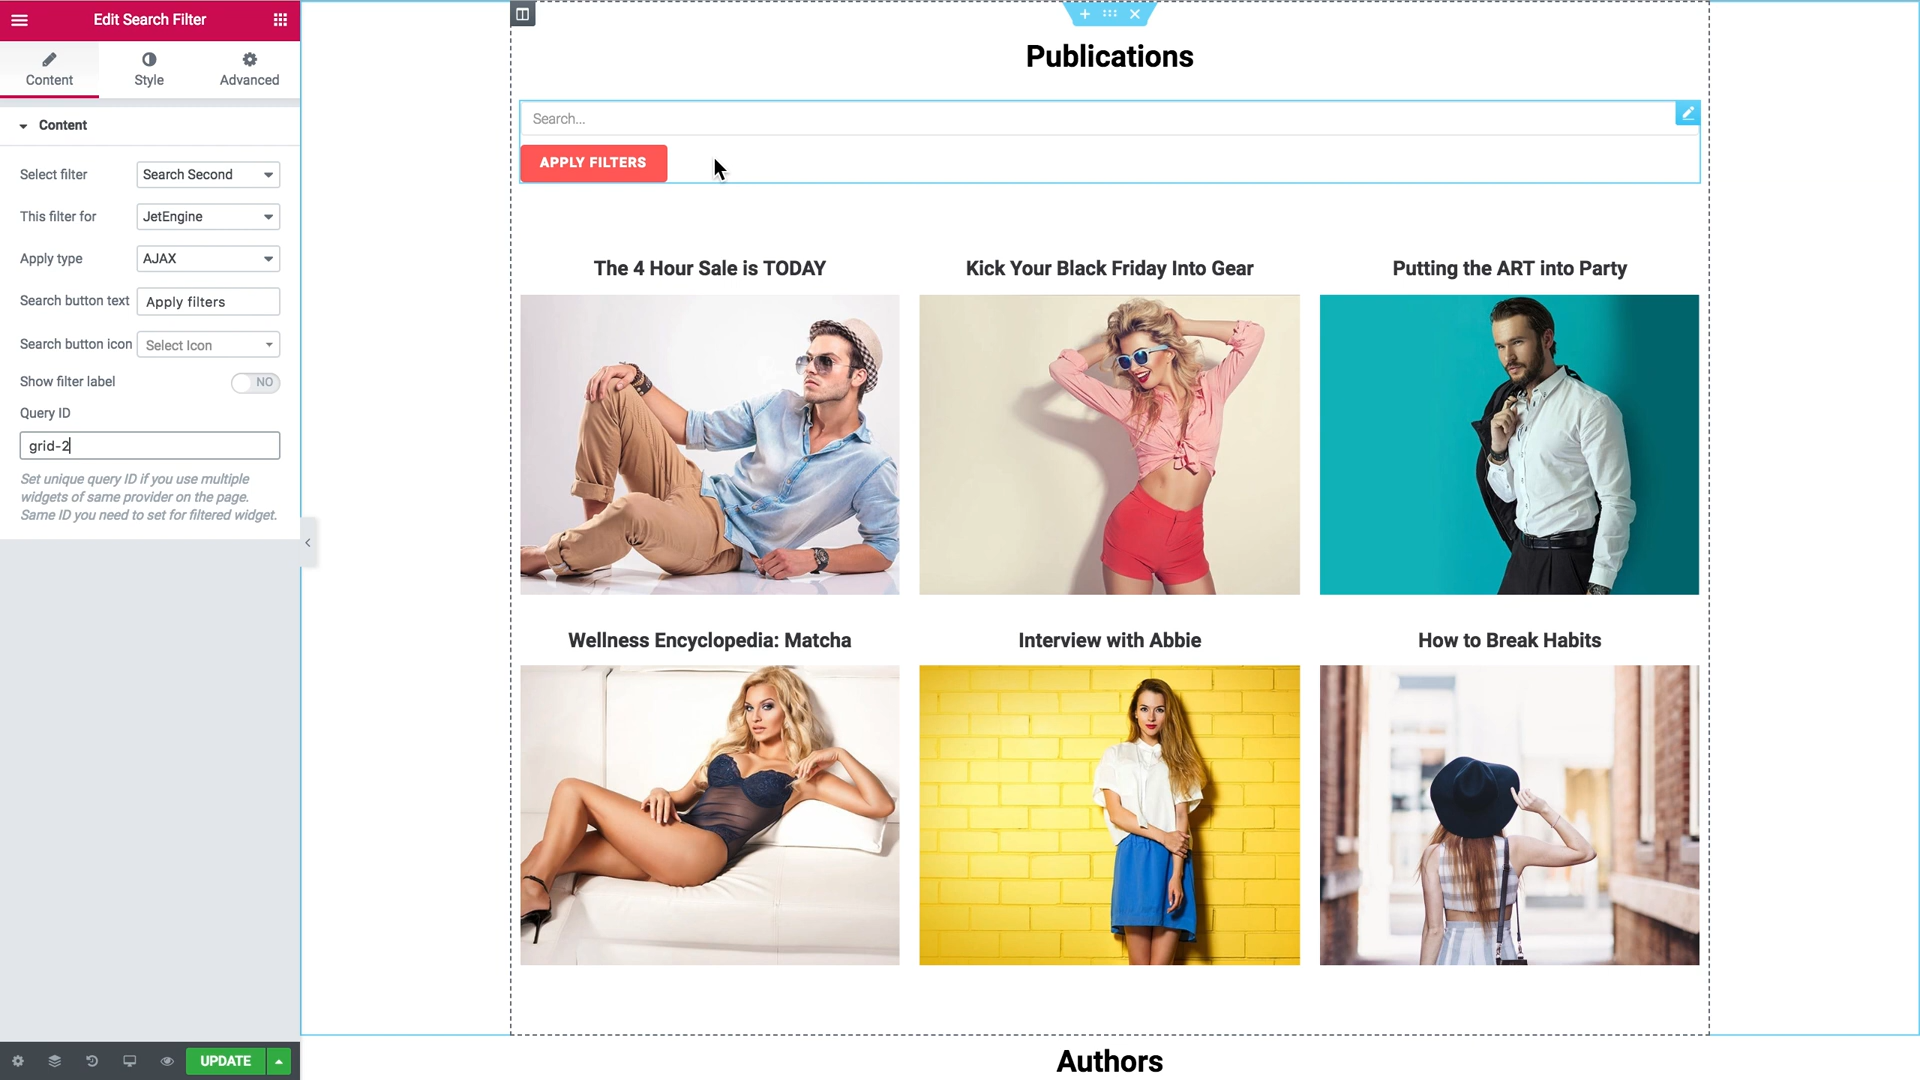 Edit Search Filter
Content
Style
Advanced
Content
Select filter
Search Second
This filter for
JetEngine
Apply type
AJAX
Search button text
Apply filters
Search button icon
Select Icon
Show filter label
NO
Query ID
grid-2
Set unique query ID if you use multiple
widgets of same provider on the page.
Same ID you need to set for filtered widget.
UPDATE
Publications
Search...
APPLY FILTERS
The 4 Hour Sale is TODAY
Kick Your Black Friday Into Gear
Putting the ART into Party
Wellness Encyclopedia: Matcha
Interview with Abbie
How to Break Habits
Authors